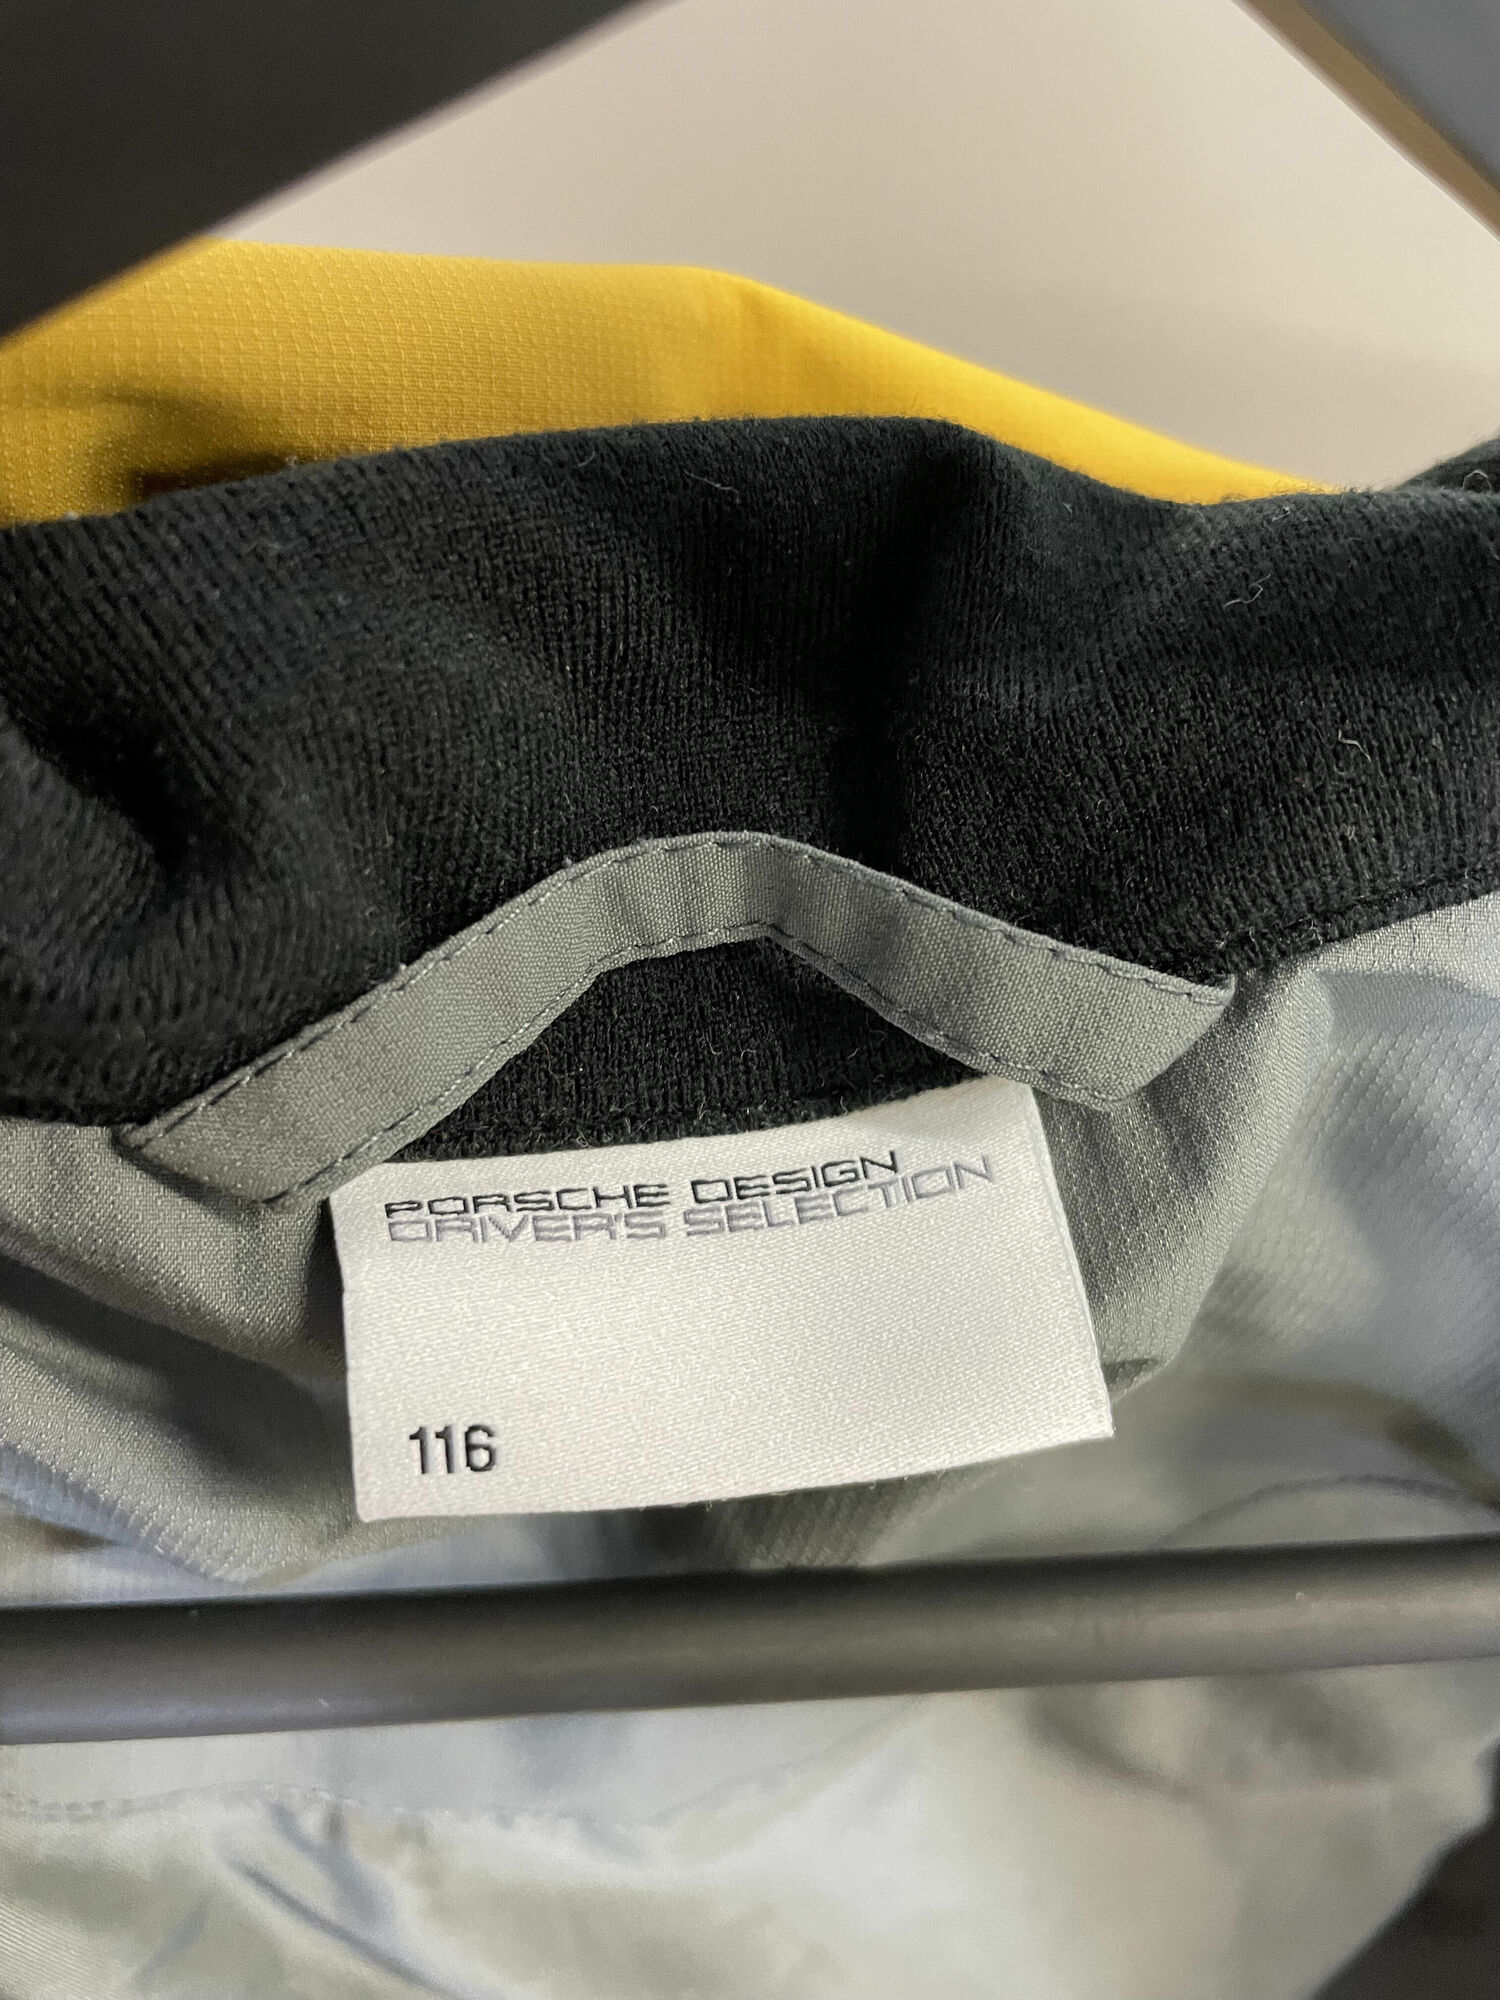 PORSCHE DESIGN
DRIVER'S SELECTION
116